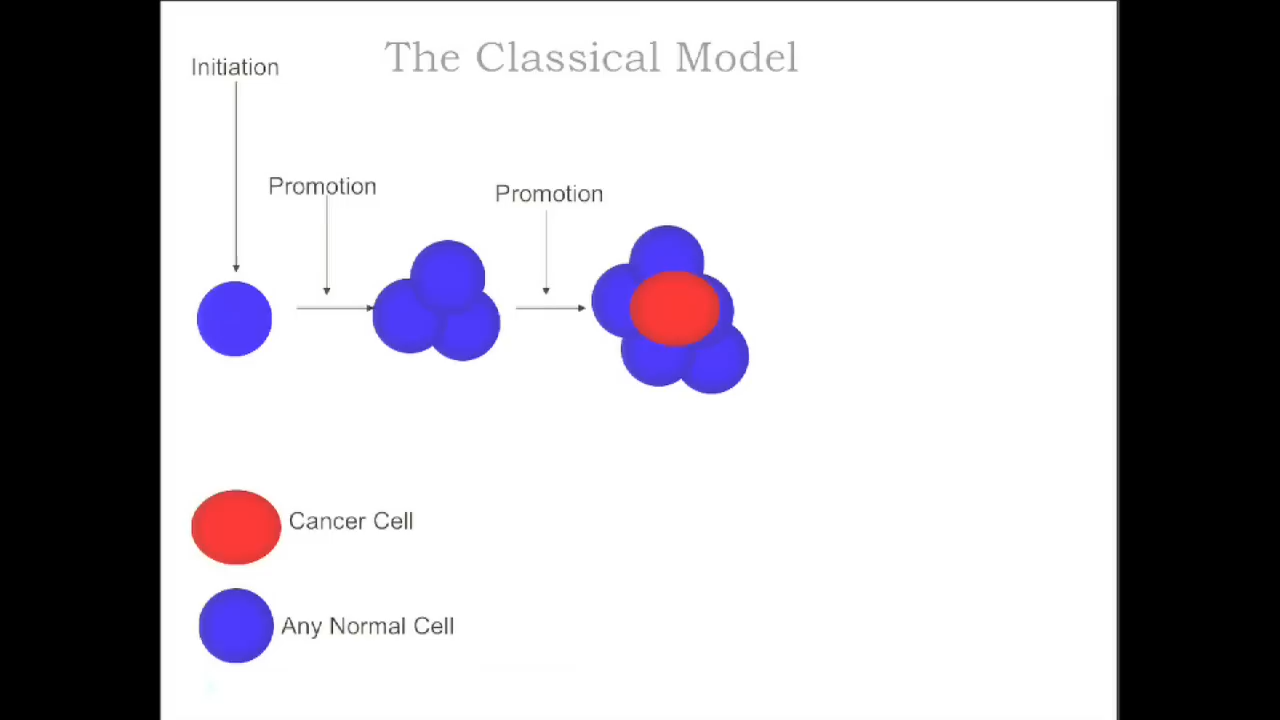 The Classical Model
Initiation
Promotion
Promotion
Cancer Cell
Any Normal Cell